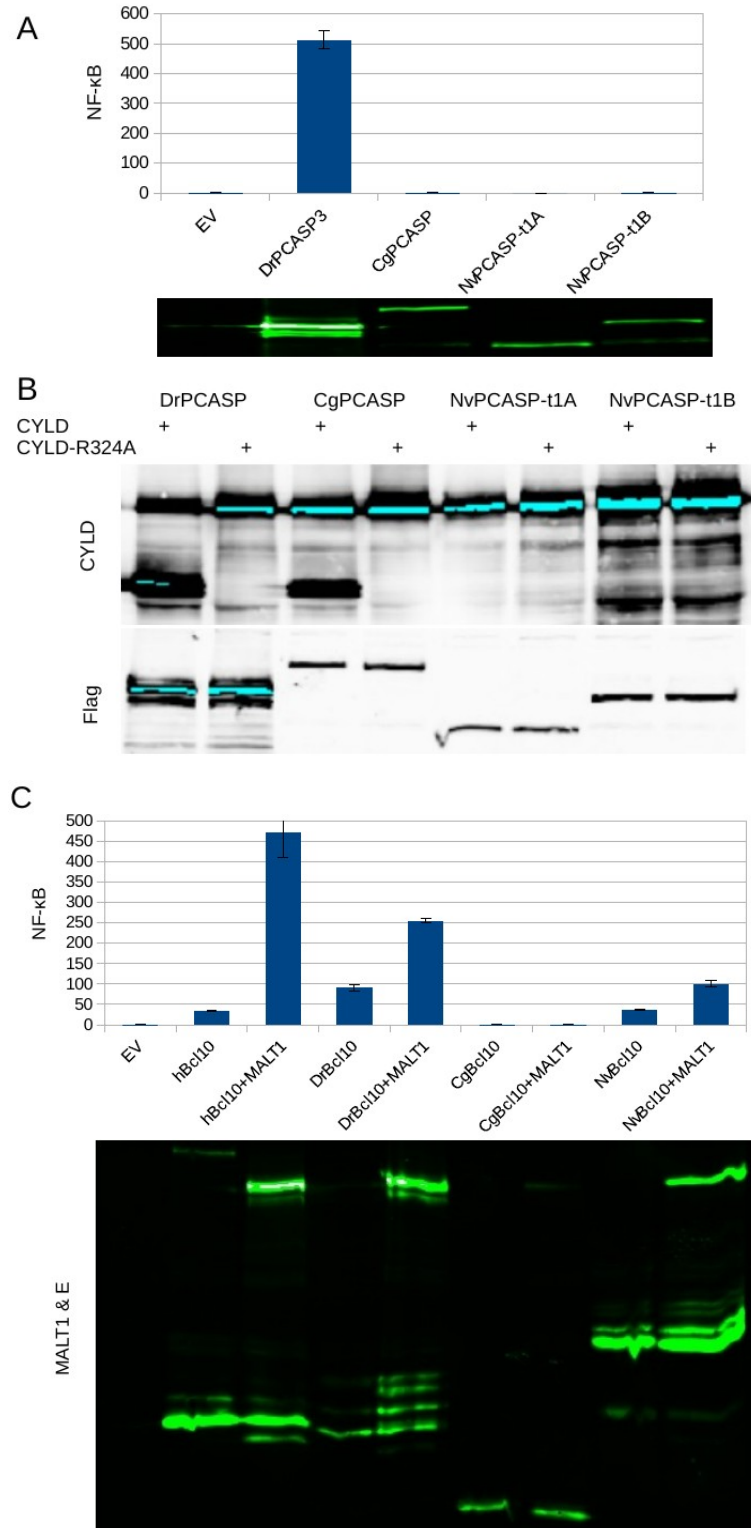 A
600
500
400
300
200
100
0
NF-κB
EV
DrPCASP3
CgPCASP
NvPCASP-t1A
NvPCASP-t1B
B
DrPCASP CgPCASP NvPCASP-t1A NvPCASP-t1B
CYLD + + + +
CYLD-R324A + + + +
CYLD
Flag
C
500
450
400
350
300
250
200
150
100
50
0
NF-κB
EV
hBcl10
hBcl10+MALT1
DrBcl10
DrBcl10+MALT1
CgBcl10
CgBcl10+MALT1
NvBcl10
NvBcl10+MALT1
MALT1 & E